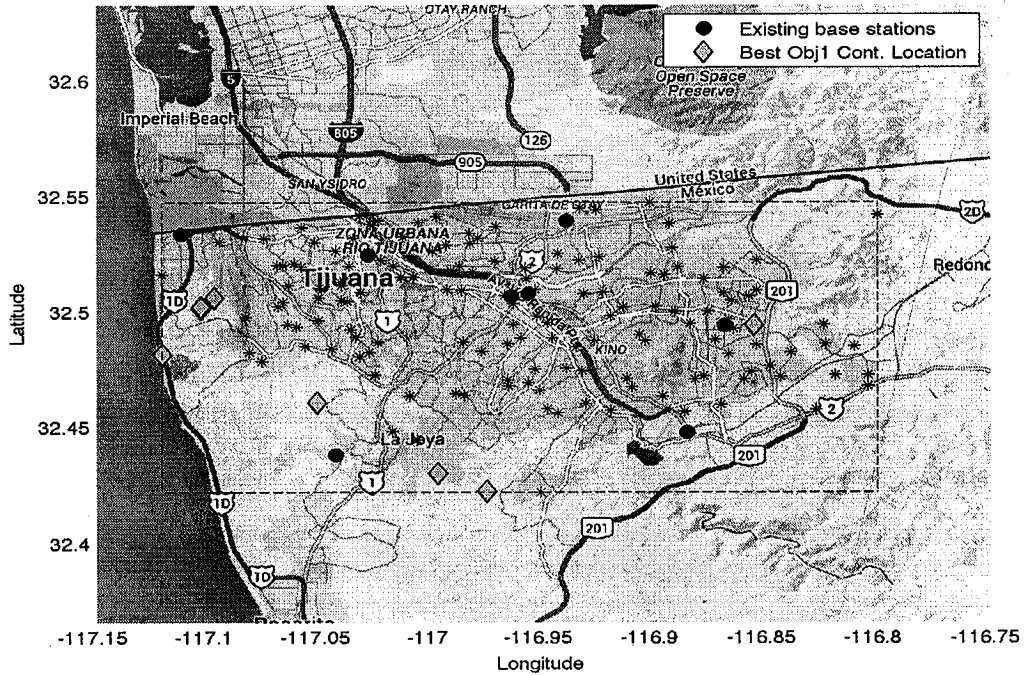 OTAY RANCH
Existing base stations
Best Obj1 Cont. Location
32.6
5
Open Space
Preserve
Imperial Beach
805
126
905
United States
México
SAN YSIDRO
32.55
GARITA DE OTAY
2D
ZONA URBANA
RIO TIJUANA
2
Redond
Tijuana
201
1D
32.5
1
KINO
Latitude
2
32.45
La Joya
201
1
1D
201
32.4
1D
-117.15
-117.1
-117.05
-117
-116.95
-116.9
-116.85
-116.8
-116.75
Longitude